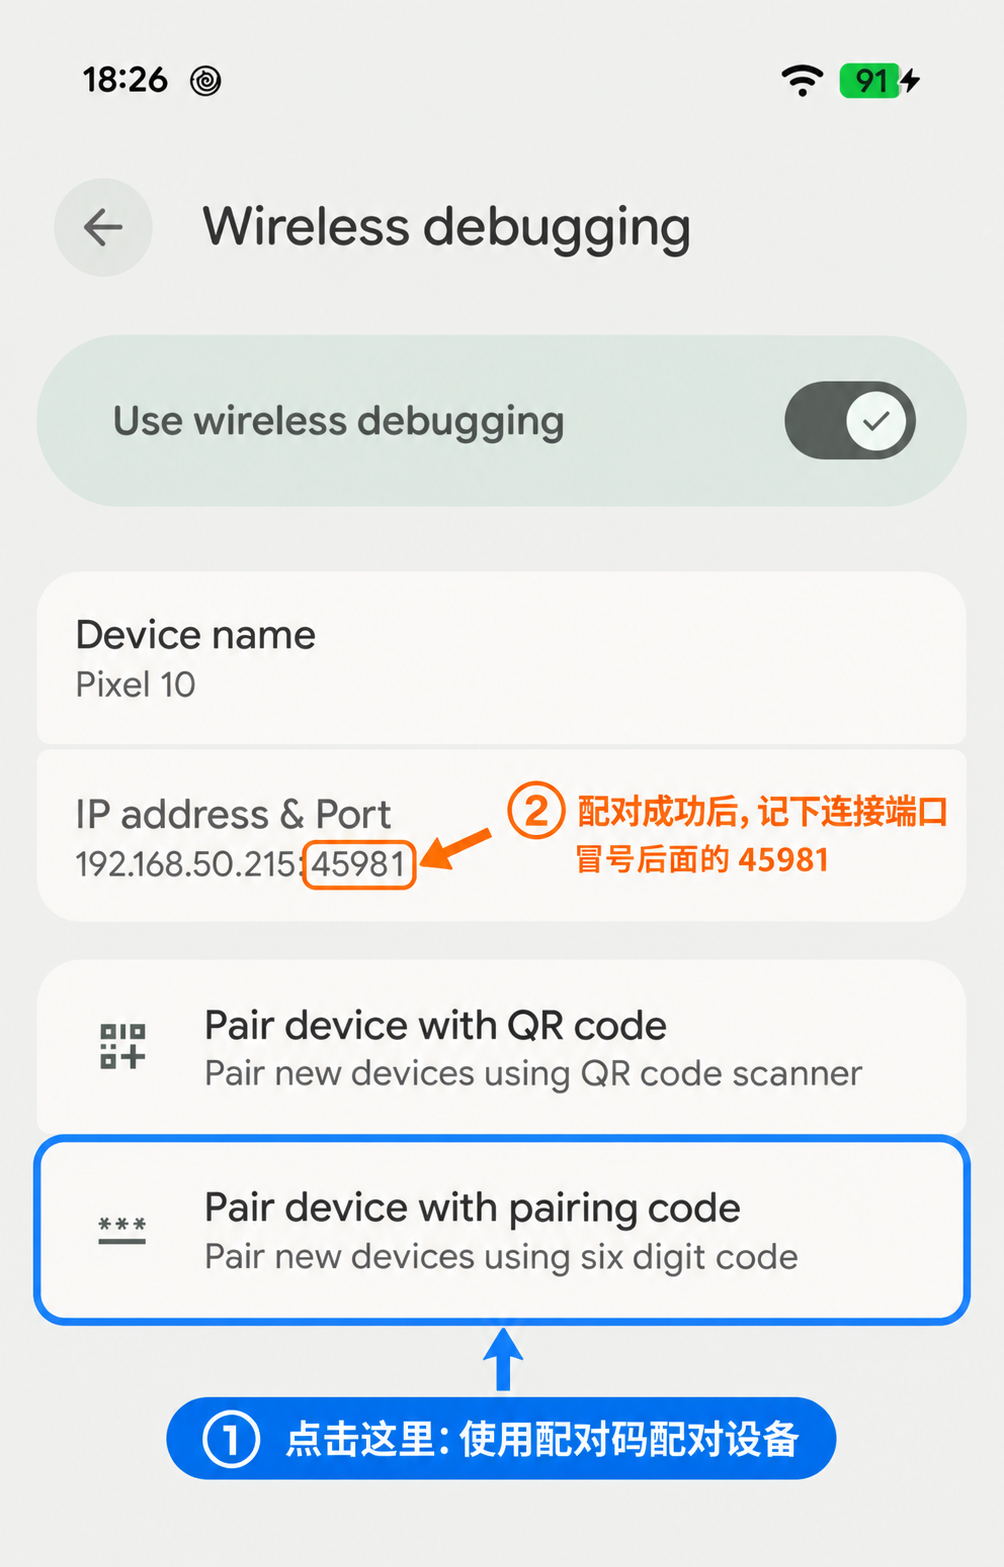 18:26
91
Wireless debugging
Use wireless debugging
Device name
Pixel 10
IP address & Port
192.168.50.215:45981
② 配对成功后，记下连接端口
冒号后面的 45981
Pair device with QR code
Pair new devices using QR code scanner
***
Pair device with pairing code
Pair new devices using six digit code
① 点击这里：使用配对码配对设备